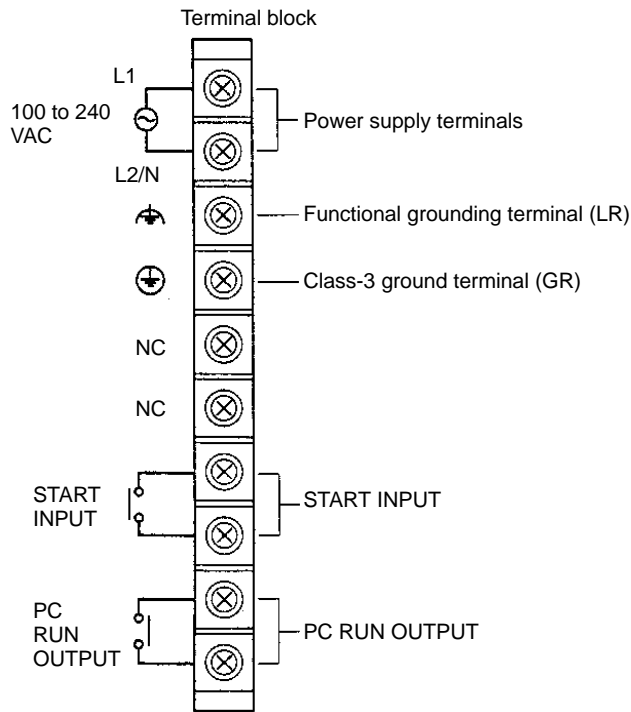 Terminal block
L1
100 to 240
VAC
Power supply terminals
L2/N
Functional grounding terminal (LR)
Class-3 ground terminal (GR)
NC
NC
START
INPUT
START INPUT
PC
RUN
OUTPUT
PC RUN OUTPUT